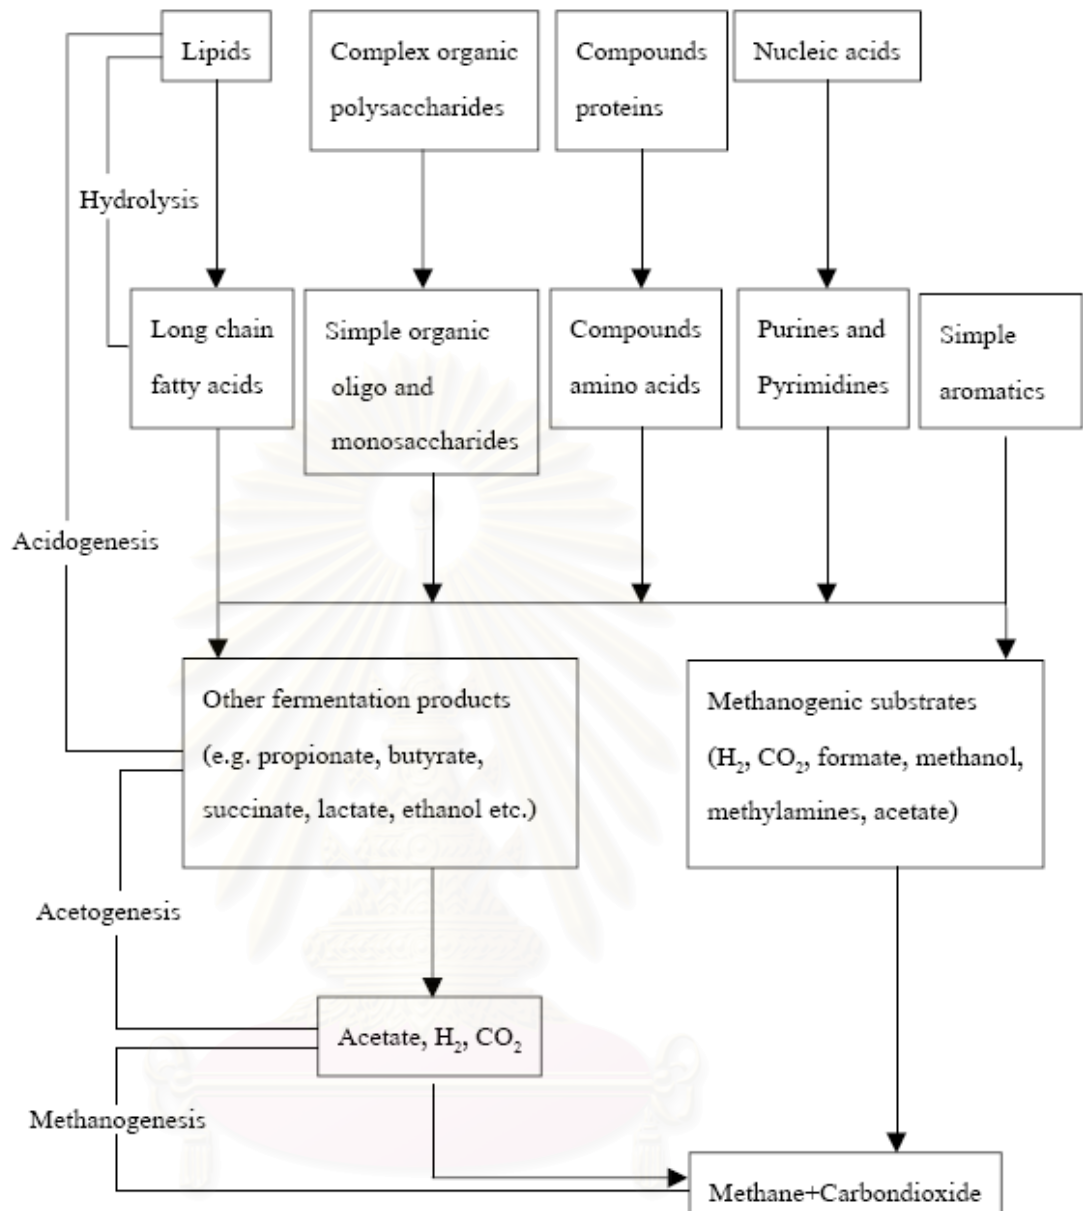 Lipids
Complex organic
polysaccharides
Compounds
proteins
Nucleic acids
Hydrolysis
Long chain
fatty acids
Simple organic
oligo and
monosaccharides
Compounds
amino acids
Purines and
Pyrimidines
Simple
aromatics
Acidogenesis
Other fermentation products
(e.g. propionate, butyrate,
succinate, lactate, ethanol etc.)
Methanogenic substrates
(H₂, CO₂, formate, methanol,
methylamines, acetate)
Acetogenesis
Acetate, H₂, CO₂
Methanogenesis
Methane+Carbondioxide